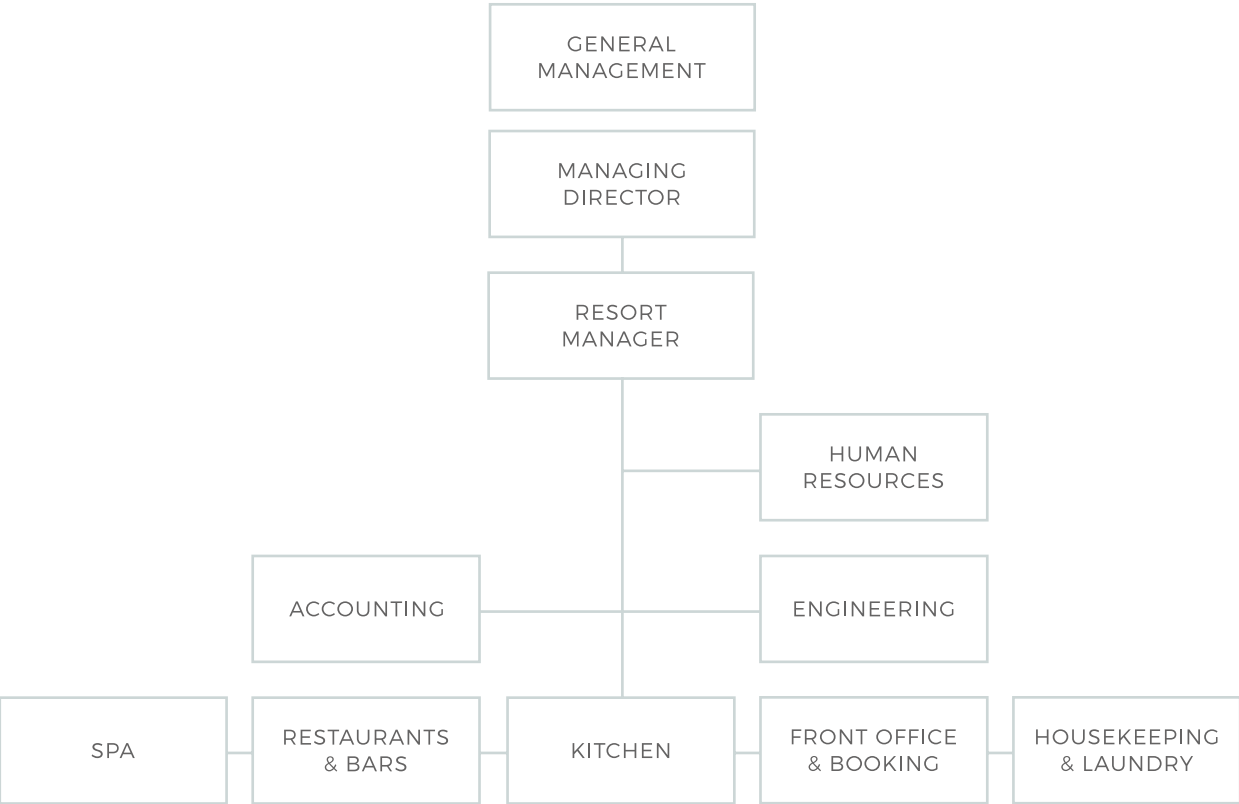 GENERAL
MANAGEMENT
MANAGING
DIRECTOR
RESORT
MANAGER
HUMAN
RESOURCES
ACCOUNTING
ENGINEERING
SPA
RESTAURANTS
& BARS
KITCHEN
FRONT OFFICE
& BOOKING
HOUSEKEEPING
& LAUNDRY